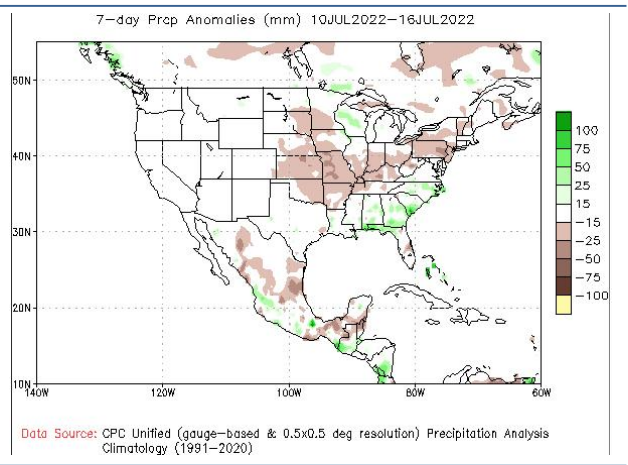 7-day Prcp Anomalies (mm) 10JUL2022-16JUL2022
50N
40N
30N
20N
10N
140W 120W 100W 80W 60W
100
75
50
25
15
-15
-25
-50
-75
-100
Data Source: CPC Unified (gauge-based & 0.5x0.5 deg resolution) Precipitation Analysis
Climatology (1991-2020)